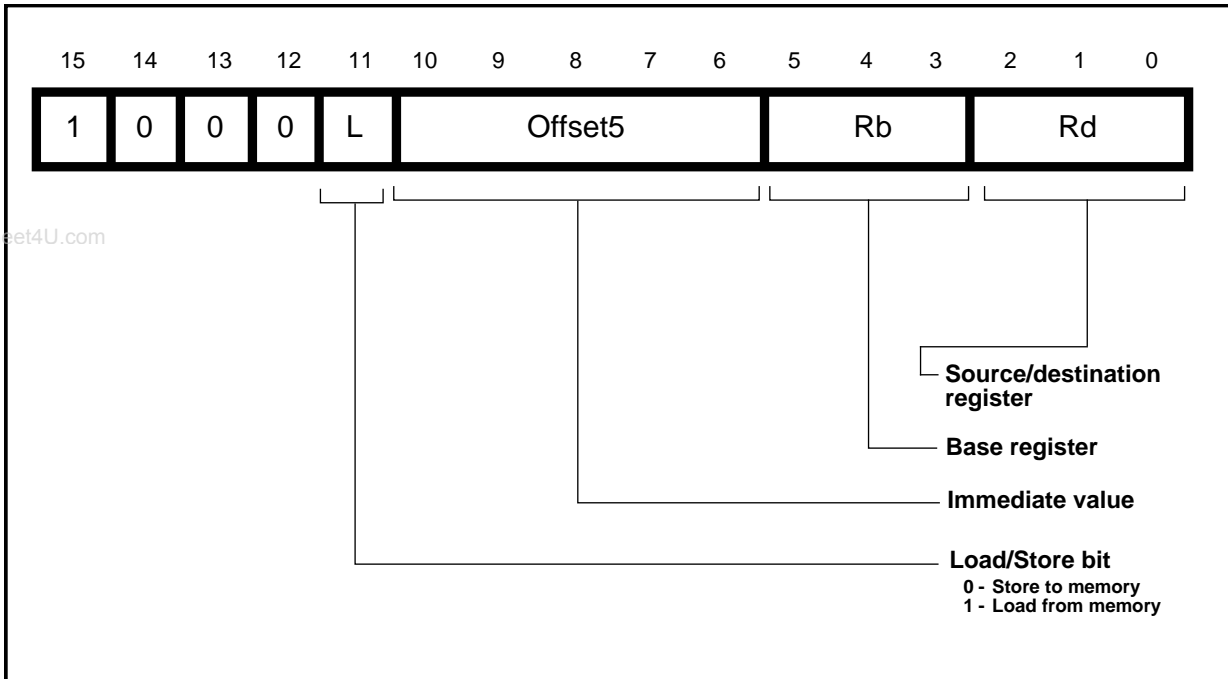 15 14 13 12 11 10 9 8 7 6 5 4 3 2 1 0
1 0 0 0 L Offset5 Rb Rd
eet4U.com
Source/destination
register
Base register
Immediate value
Load/Store bit
0 - Store to memory
1 - Load from memory